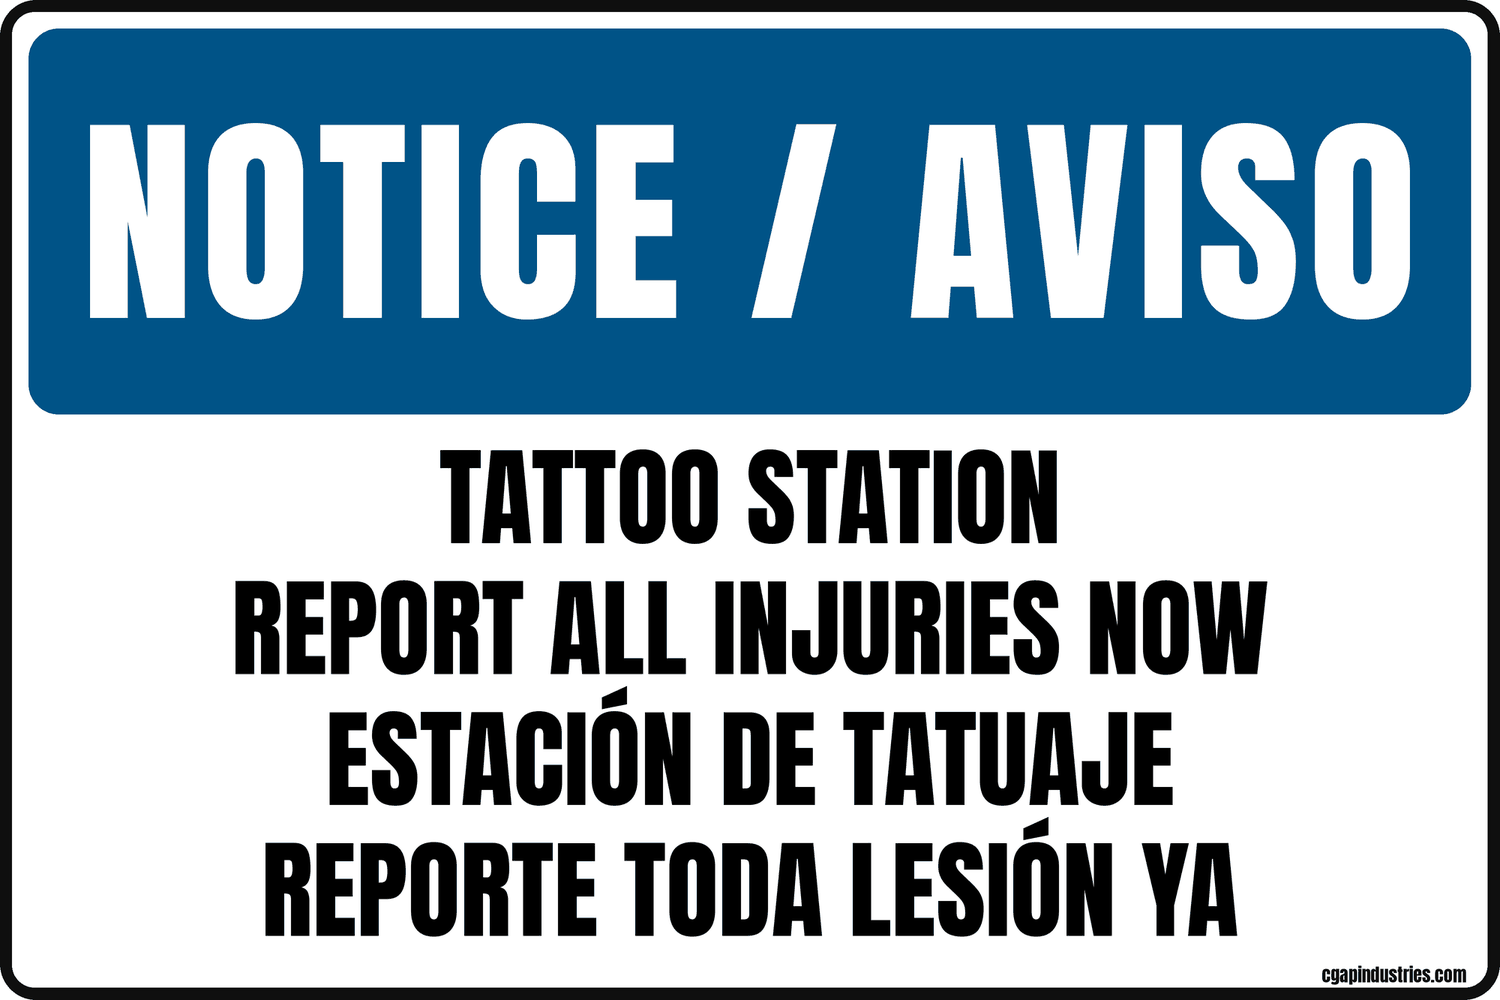 NOTICE / AVISO
TATTOO STATION
REPORT ALL INJURIES NOW
ESTACIÓN DE TATUAJE
REPORTE TODA LESIÓN YA
cgapindustries.com